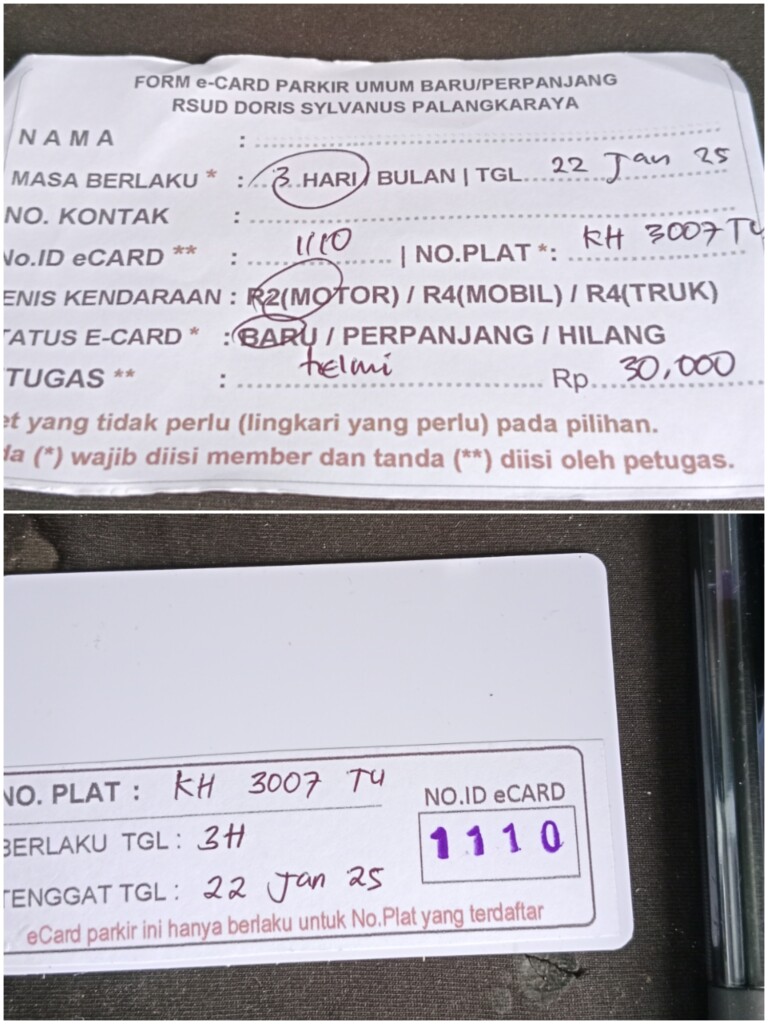 FORM e-CARD PARKIR UMUM BARU/PERPANJANG
RSUD DORIS SYLVANUS PALANGKARAYA
NAMA :
MASA BERLAKU * : 3 HARI / BULAN | TGL 22 Jan 25
NO. KONTAK :
No.ID eCARD ** : 1110 | NO.PLAT *: KH 3007 TY
ENIS KENDARAAN : R2(MOTOR) / R4(MOBIL) / R4(TRUK)
TATUS E-CARD * : BARU / PERPANJANG / HILANG
TUGAS ** : helmi Rp 30,000
et yang tidak perlu (lingkari yang perlu) pada pilihan.
da (*) wajib diisi member dan tanda (**) diisi oleh petugas.
NO. PLAT : KH 3007 TY
NO.ID eCARD
1110
BERLAKU TGL : 3H
TENGGAT TGL : 22 Jan 25
eCard parkir ini hanya berlaku untuk No.Plat yang terdaftar